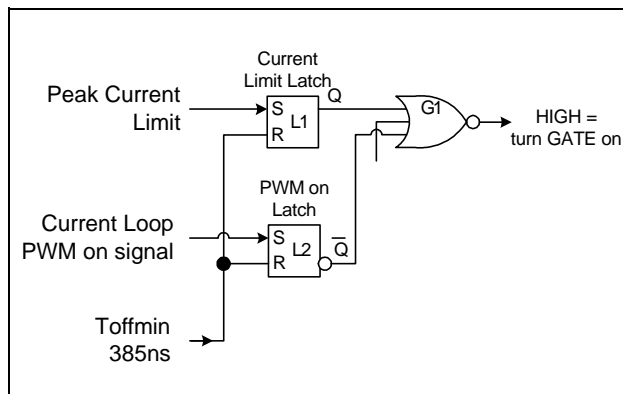 Current
Limit Latch
Peak Current
Limit
S
R
L1
Q
G1
HIGH =
turn GATE on
PWM on
Latch
Current Loop
PWM on signal
S
R
L2
Q̅
Toffmin
385ns